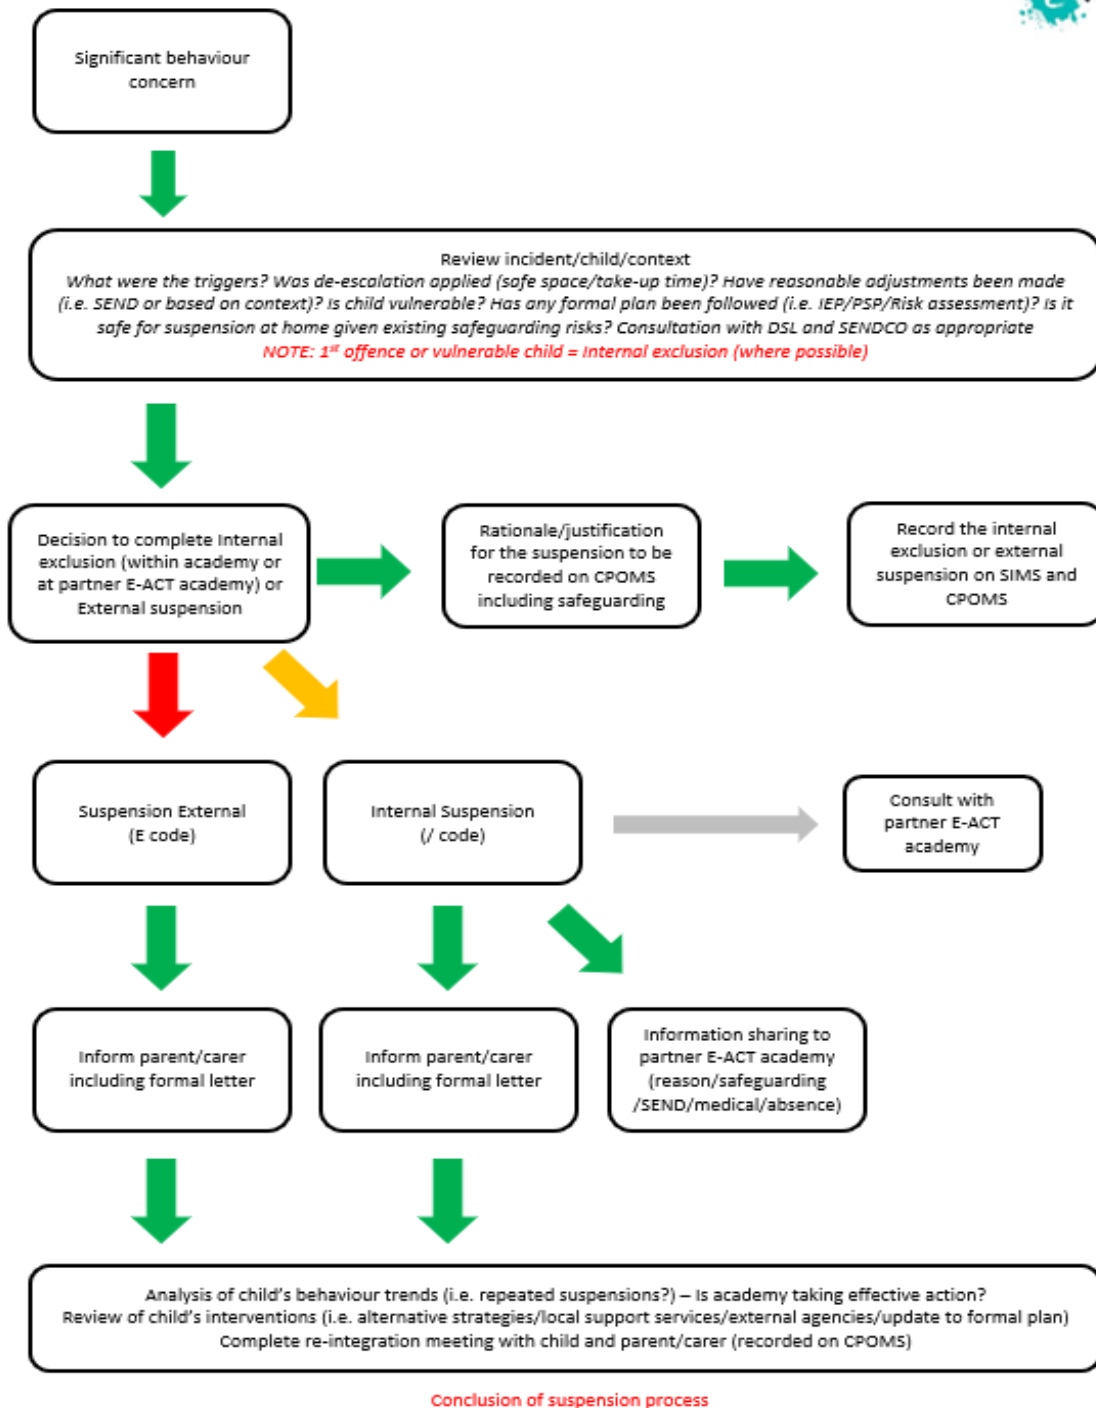 Significant behaviour
concern
Review incident/child/context
What were the triggers? Was de-escalation applied (safe space/take-up time)? Have reasonable adjustments been made
(i.e. SEND or based on context)? Is child vulnerable? Has any formal plan been followed (i.e. IEP/PSP/Risk assessment)? Is it
safe for suspension at home given existing safeguarding risks? Consultation with DSL and SENDCO as appropriate
NOTE: 1st offence or vulnerable child = Internal exclusion (where possible)
Decision to complete Internal
exclusion (within academy or
at partner E-ACT academy) or
External suspension
Rationale/justification
for the suspension to be
recorded on CPOMS
including safeguarding
Record the internal
exclusion or external
suspension on SIMS and
CPOMS
Suspension External
(E code)
Internal Suspension
(/ code)
Consult with
partner E-ACT
academy
Inform parent/carer
including formal letter
Inform parent/carer
including formal letter
Information sharing to
partner E-ACT academy
(reason/safeguarding
/SEND/medical/absence)
Analysis of child's behaviour trends (i.e. repeated suspensions?) – Is academy taking effective action?
Review of child's interventions (i.e. alternative strategies/local support services/external agencies/update to formal plan)
Complete re-integration meeting with child and parent/carer (recorded on CPOMS)
Conclusion of suspension process